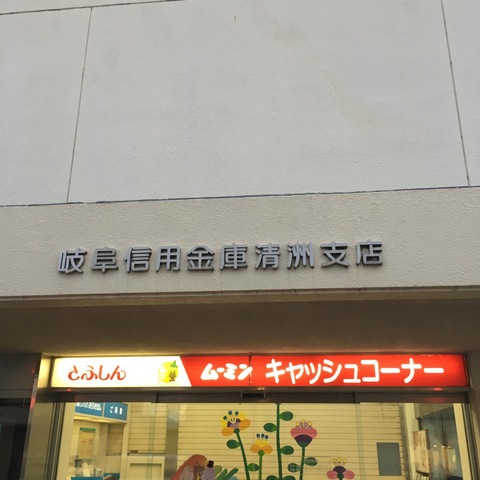 岐阜信用金庫清洲支店
ぎふしん ムーミン キャッシュコーナー